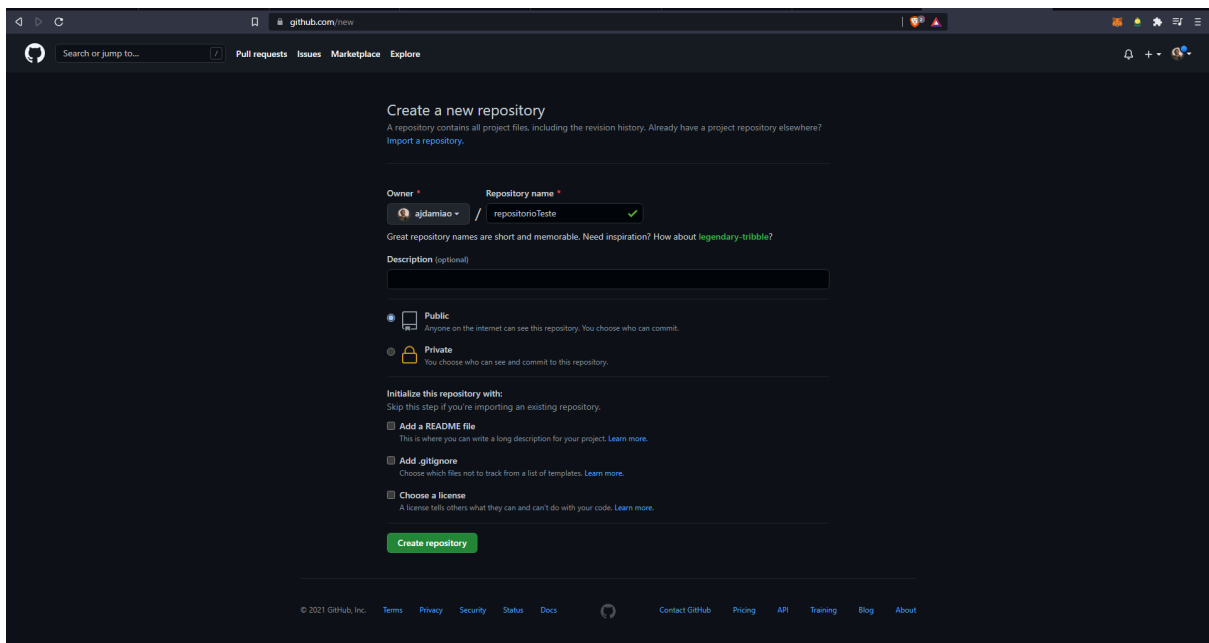 github.com/new
Search or jump to... /
Pull requests Issues Marketplace Explore
Create a new repository
A repository contains all project files, including the revision history. Already have a project repository elsewhere?
Import a repository.
Owner * Repository name *
ajdamiao / repositorioTeste
Great repository names are short and memorable. Need inspiration? How about legendary-tribble?
Description (optional)
Public
Anyone on the internet can see this repository. You choose who can commit.
Private
You choose who can see and commit to this repository.
Initialize this repository with:
Skip this step if you're importing an existing repository.
Add a README file
This is where you can write a long description for your project. Learn more.
Add .gitignore
Choose which files not to track from a list of templates. Learn more.
Choose a license
A license tells others what they can and can't do with your code. Learn more.
Create repository
© 2021 GitHub, Inc. Terms Privacy Security Status Docs Contact GitHub Pricing API Training Blog About